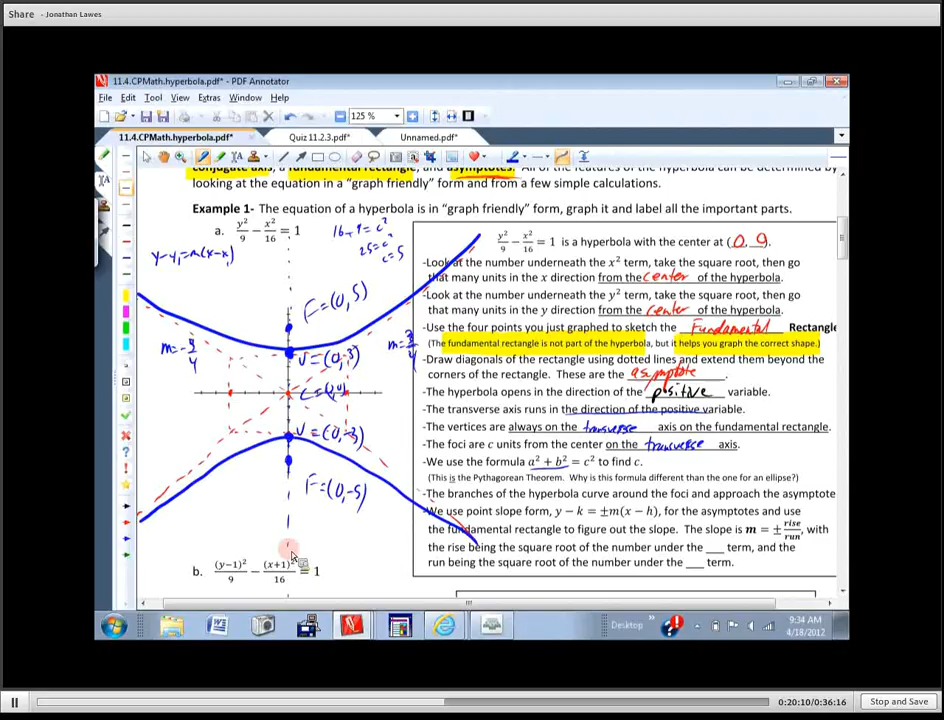 Share - Jonathan Lawes
11.4.CPMath.hyperbola.pdf* - PDF Annotator
File Edit Tool View Extras Window Help
125 %
11.4.CPMath.hyperbola.pdf* Quiz 11.2.3.pdf* Unnamed.pdf*
conjugate axis, a fundamental rectangle, and asymptotes. All of the features of the hyperbola can be determined by
looking at the equation in a "graph friendly" form and from a few simple calculations.
Example 1- The equation of a hyperbola is in "graph friendly" form, graph it and label all the important parts.
a. y²/9 − x²/16 = 1
16+9=c²
25=c²
c=5
y-y₁=m(x-x₁)
F=(0,5)
m=-3/4
m=3/4
V=(0,3)
C=(0,0)
V=(0,-3)
F=(0,-5)
b. (y−1)²/9 − (x+1)²/16 = 1
y²/9 − x²/16 = 1 is a hyperbola with the center at (0,9)
-Look at the number underneath the x² term, take the square root, then go
that many units in the x direction from the center of the hyperbola.
-Look at the number underneath the y² term, take the square root, then go
that many units in the y direction from the center of the hyperbola.
-Use the four points you just graphed to sketch the Fundamental Rectangle
(The fundamental rectangle is not part of the hyperbola, but it helps you graph the correct shape.)
-Draw diagonals of the rectangle using dotted lines and extend them beyond the
corners of the rectangle. These are the asymptote.
-The hyperbola opens in the direction of the positive variable.
-The transverse axis runs in the direction of the positive variable.
-The vertices are always on the transverse axis on the fundamental rectangle.
-The foci are c units from the center on the transverse axis.
-We use the formula a² + b² = c² to find c.
(This is the Pythagorean Theorem. Why is this formula different than the one for an ellipse?)
-The branches of the hyperbola curve around the foci and approach the asymptote
-We use point slope form, y − k = ±m(x − h), for the asymptotes and use
the fundamental rectangle to figure out the slope. The slope is m = ± rise/run, with
the rise being the square root of the number under the ___ term, and the
run being the square root of the number under the ___ term.
Desktop
9:34 AM
4/18/2012
0:20:10/0:36:16 Stop and Save